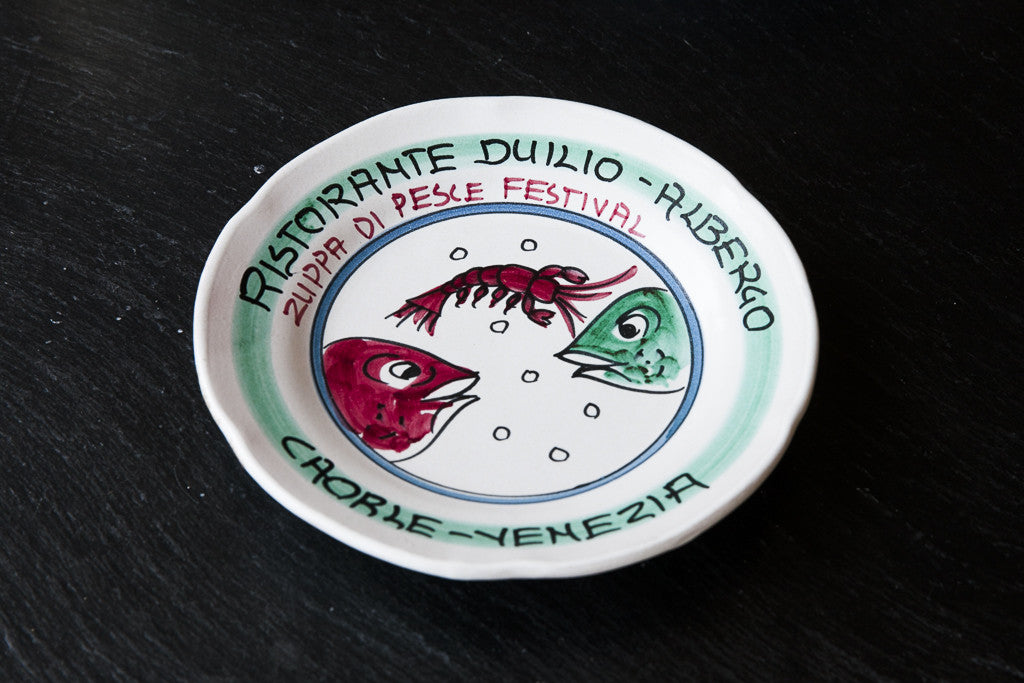 RISTORANTE DUILIO - ALBERGO
ZUPPA DI PESCE FESTIVAL
CAORLE - VENEZIA